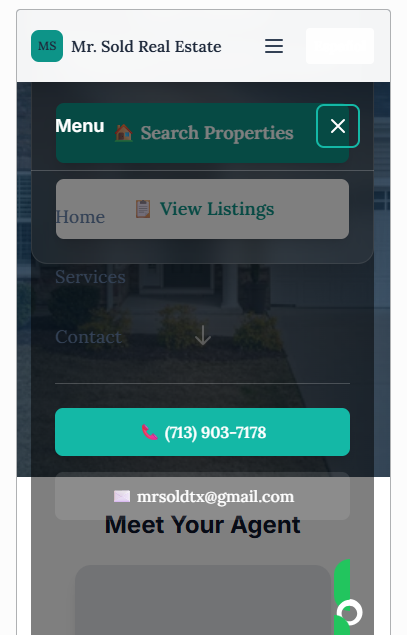 MS Mr. Sold Real Estate
Menu
Search Properties
Home
View Listings
Services
Contact
(713) 903-7178
mrsoldtx@gmail.com
Meet Your Agent